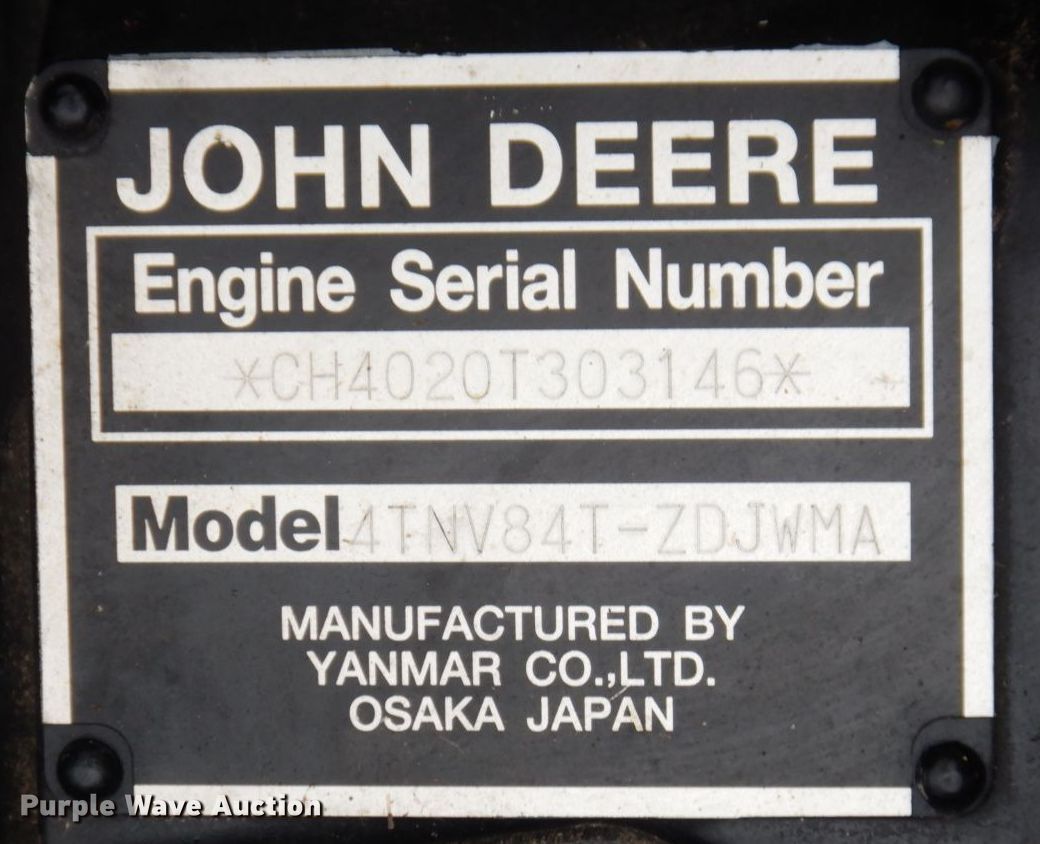 JOHN DEERE
Engine Serial Number
*CH4020T303146*
Model 4TNV84T-ZDJWMA
MANUFACTURED BY
YANMAR CO.,LTD.
OSAKA JAPAN
Purple Wave Auction